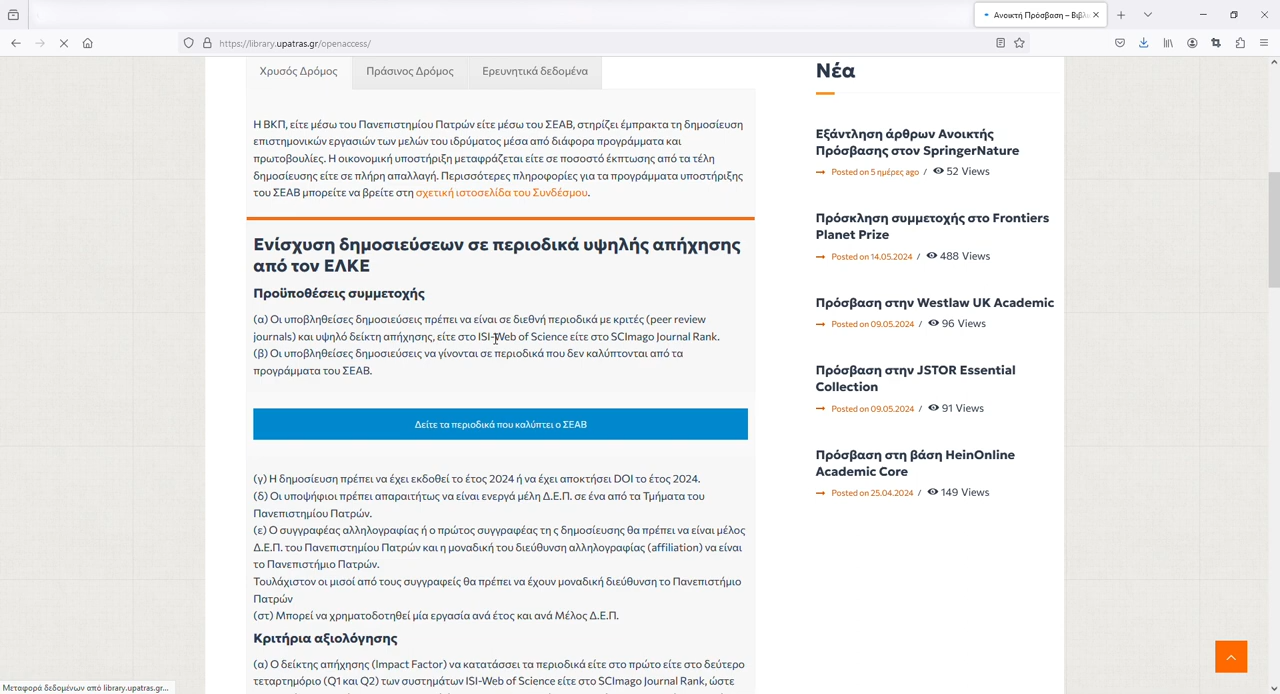 Ανοικτή Πρόσβαση – Βιβλι
https://library.upatras.gr/openaccess/
Χρυσός Δρόμος
Πράσινος Δρόμος
Ερευνητικά δεδομένα
Η ΒΚΠ, είτε μέσω του Πανεπιστημίου Πατρών είτε μέσω του ΣΕΑΒ, στηρίζει έμπρακτα τη δημοσίευση
επιστημονικών εργασιών των μελών του ιδρύματος μέσα από διάφορα προγράμματα και
πρωτοβουλίες. Η οικονομική υποστήριξη μεταφράζεται είτε σε ποσοστό έκπτωσης από τα τέλη
δημοσίευσης είτε σε πλήρη απαλλαγή. Περισσότερες πληροφορίες για τα προγράμματα υποστήριξης
του ΣΕΑΒ μπορείτε να βρείτε στη σχετική ιστοσελίδα του Συνδέσμου.
Ενίσχυση δημοσιεύσεων σε περιοδικά υψηλής απήχησης
από τον ΕΛΚΕ
Προϋποθέσεις συμμετοχής
(α) Οι υποβληθείσες δημοσιεύσεις πρέπει να είναι σε διεθνή περιοδικά με κριτές (peer review
journals) και υψηλό δείκτη απήχησης, είτε στο ISI-Web of Science είτε στο SCImago Journal Rank.
(β) Οι υποβληθείσες δημοσιεύσεις να γίνονται σε περιοδικά που δεν καλύπτονται από τα
προγράμματα του ΣΕΑΒ.
Δείτε τα περιοδικά που καλύπτει ο ΣΕΑΒ
(γ) Η δημοσίευση πρέπει να έχει εκδοθεί το έτος 2024 ή να έχει αποκτήσει DOI το έτος 2024.
(δ) Οι υποψήφιοι πρέπει απαραιτήτως να είναι ενεργά μέλη Δ.Ε.Π. σε ένα από τα Τμήματα του
Πανεπιστημίου Πατρών.
(ε) Ο συγγραφέας αλληλογραφίας ή ο πρώτος συγγραφέας τη ς δημοσίευσης θα πρέπει να είναι μέλος
Δ.Ε.Π. του Πανεπιστημίου Πατρών και η μοναδική του διεύθυνση αλληλογραφίας (affiliation) να είναι
το Πανεπιστήμιο Πατρών.
Τουλάχιστον οι μισοί από τους συγγραφείς θα πρέπει να έχουν μοναδική διεύθυνση το Πανεπιστήμιο
Πατρών
(στ) Μπορεί να χρηματοδοτηθεί μία εργασία ανά έτος και ανά Μέλος Δ.Ε.Π.
Κριτήρια αξιολόγησης
(α) Ο δείκτης απήχησης (Impact Factor) να κατατάσσει τα περιοδικά είτε στο πρώτο είτε στο δεύτερο
τεταρτημόριο (Q1 και Q2) των συστημάτων ISI-Web of Science είτε στο SCImago Journal Rank, ώστε
Νέα
Εξάντληση άρθρων Ανοικτής
Πρόσβασης στον SpringerNature
Posted on 5 ημέρες ago / 52 Views
Πρόσκληση συμμετοχής στο Frontiers
Planet Prize
Posted on 14.05.2024 / 488 Views
Πρόσβαση στην Westlaw UK Academic
Posted on 09.05.2024 / 96 Views
Πρόσβαση στην JSTOR Essential
Collection
Posted on 09.05.2024 / 91 Views
Πρόσβαση στη βάση HeinOnline
Academic Core
Posted on 25.04.2024 / 149 Views
Μεταφορά δεδομένων από library.upatras.gr...